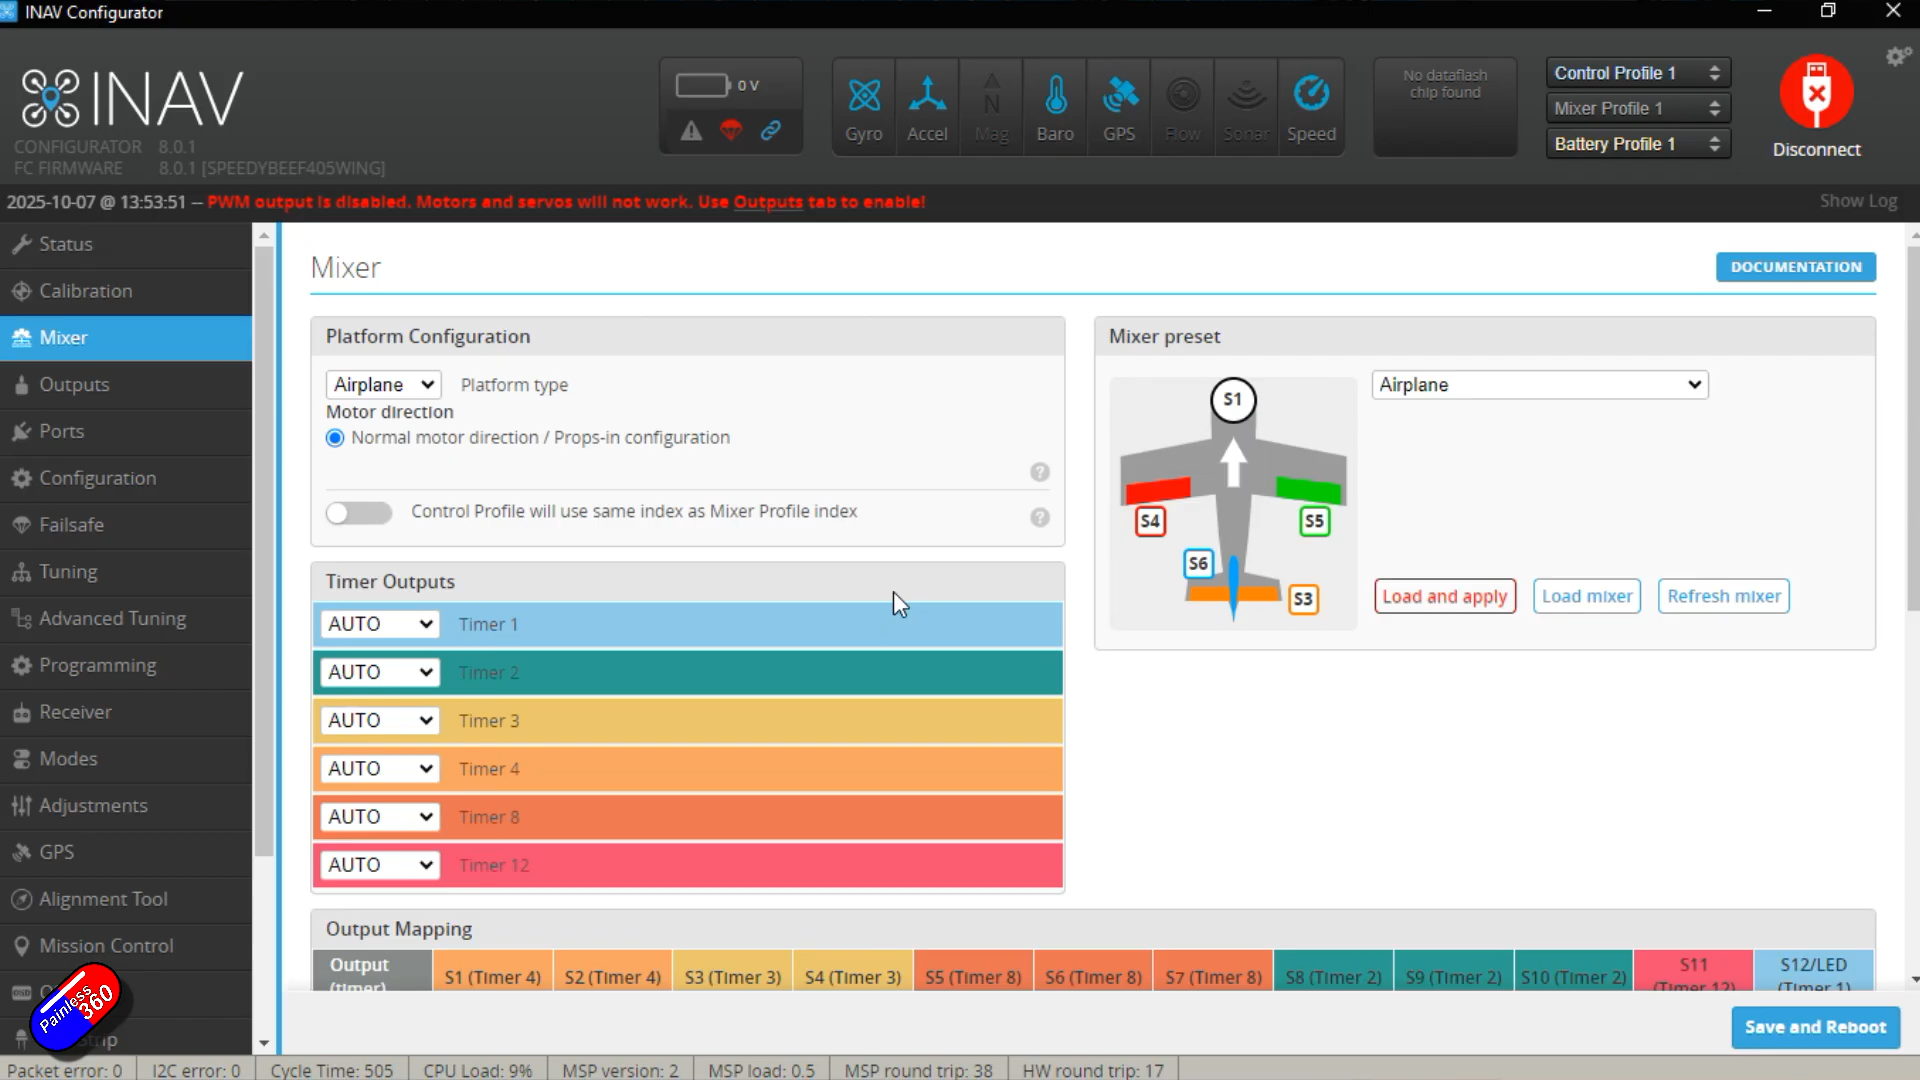 INAV Configurator
INAV
CONFIGURATOR 8.0.1
FC FIRMWARE 8.0.1 [SPEEDYBEEF405WING]
0 V
Gyro
Accel
N
Mag
Baro
GPS
Flow
Sonar
Speed
No dataflash
chip found
Control Profile 1
Mixer Profile 1
Battery Profile 1
Disconnect
2025-10-07 @ 13:53:51 -- PWM output is disabled. Motors and servos will not work. Use Outputs tab to enable!
Show Log
Status
Calibration
Mixer
Outputs
Ports
Configuration
Failsafe
Tuning
Advanced Tuning
Programming
Receiver
Modes
Adjustments
GPS
Alignment Tool
Mission Control
Painless
360
Mixer
DOCUMENTATION
Platform Configuration
Airplane Platform type
Motor direction
Normal motor direction / Props-in configuration
?
Control Profile will use same index as Mixer Profile index
?
Mixer preset
Airplane
S1
S4
S5
S6
S3
Load and apply
Load mixer
Refresh mixer
Timer Outputs
AUTO Timer 1
AUTO Timer 2
AUTO Timer 3
AUTO Timer 4
AUTO Timer 8
AUTO Timer 12
Output Mapping
Output
(timer)
S1 (Timer 4)
S2 (Timer 4)
S3 (Timer 3)
S4 (Timer 3)
S5 (Timer 8)
S6 (Timer 8)
S7 (Timer 8)
S8 (Timer 2)
S9 (Timer 2)
S10 (Timer 2)
S11
(Timer 12)
S12/LED
(Timer 1)
Save and Reboot
Packet error: 0
I2C error: 0
Cycle Time: 505
CPU Load: 9%
MSP version: 2
MSP load: 0.5
MSP round trip: 38
HW round trip: 17